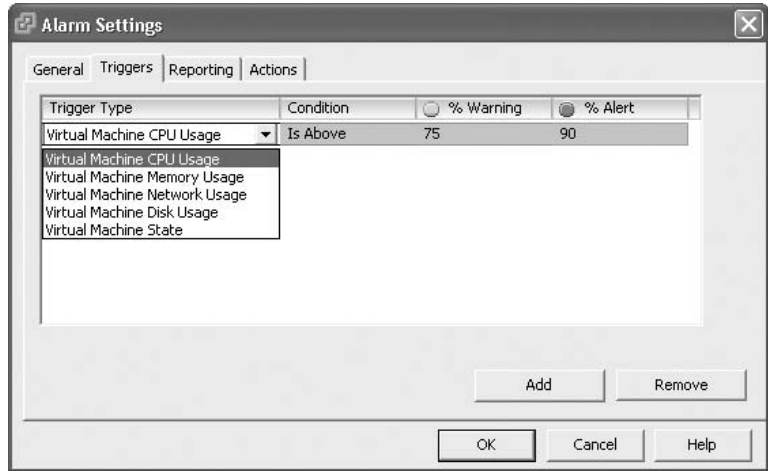 Alarm Settings
General Triggers Reporting Actions
Trigger Type Condition % Warning % Alert
Virtual Machine CPU Usage Is Above 75 90
Virtual Machine CPU Usage
Virtual Machine Memory Usage
Virtual Machine Network Usage
Virtual Machine Disk Usage
Virtual Machine State
Add Remove
OK Cancel Help